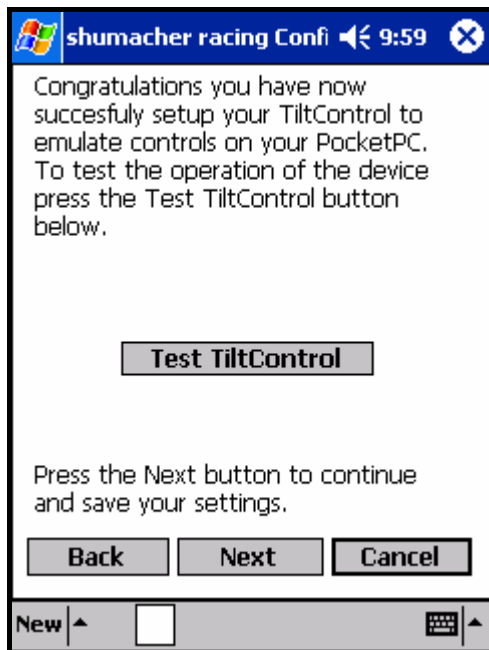 shumacher racing Confi 9:59
Congratulations you have now
succesfuly setup your TiltControl to
emulate controls on your PocketPC.
To test the operation of the device
press the Test TiltControl button
below.
Test TiltControl
Press the Next button to continue
and save your settings.
Back Next Cancel
New